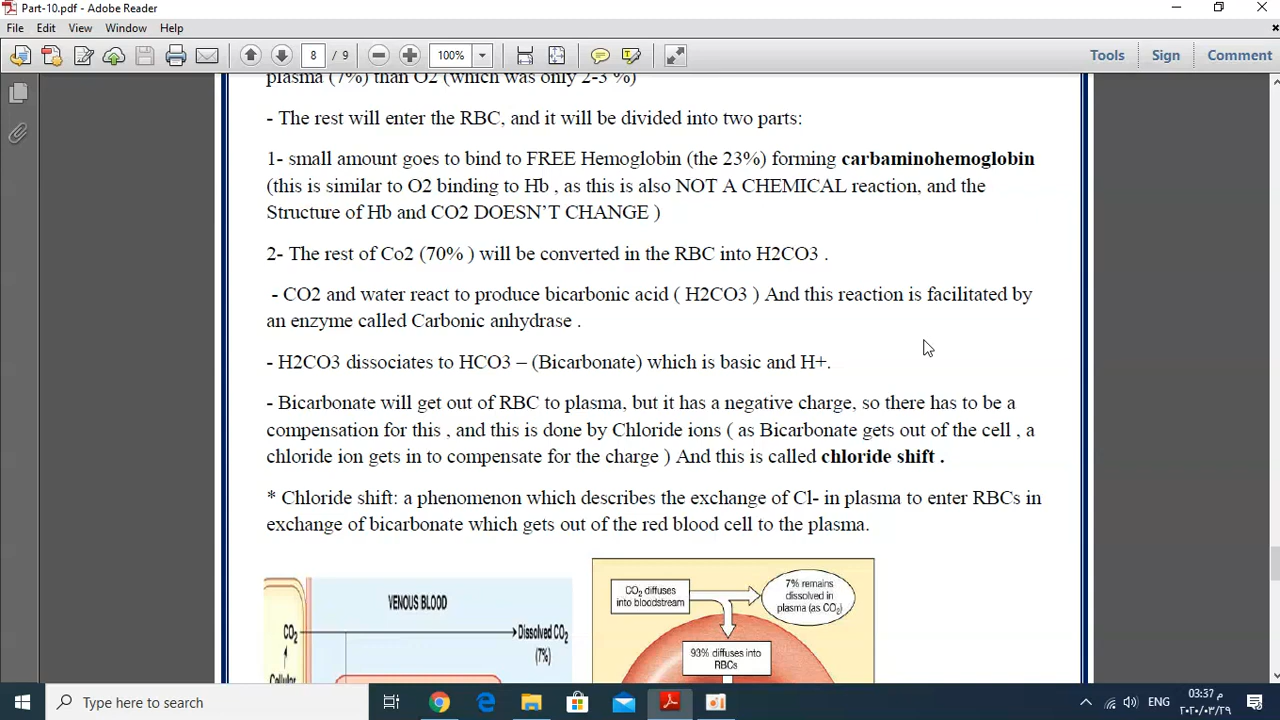 Part-10.pdf - Adobe Reader
File Edit View Window Help
8 / 9 100% Tools Sign Comment
plasma (7%) than O2 (which was only 2-3 %)
- The rest will enter the RBC, and it will be divided into two parts:
1- small amount goes to bind to FREE Hemoglobin (the 23%) forming carbaminohemoglobin
(this is similar to O2 binding to Hb , as this is also NOT A CHEMICAL reaction, and the
Structure of Hb and CO2 DOESN'T CHANGE )
2- The rest of Co2 (70% ) will be converted in the RBC into H2CO3 .
- CO2 and water react to produce bicarbonic acid ( H2CO3 ) And this reaction is facilitated by
an enzyme called Carbonic anhydrase .
- H2CO3 dissociates to HCO3 – (Bicarbonate) which is basic and H+.
- Bicarbonate will get out of RBC to plasma, but it has a negative charge, so there has to be a
compensation for this , and this is done by Chloride ions ( as Bicarbonate gets out of the cell , a
chloride ion gets in to compensate for the charge ) And this is called chloride shift .
* Chloride shift: a phenomenon which describes the exchange of Cl- in plasma to enter RBCs in
exchange of bicarbonate which gets out of the red blood cell to the plasma.
VENOUS BLOOD
CO2
Dissolved CO2
(7%)
Cellular
CO2 diffuses
into bloodstream
7% remains
dissolved in
plasma (as CO2)
93% diffuses into
RBCs
Type here to search
ENG
03:37 م
٢٠٢٠/٠٣/٢٩